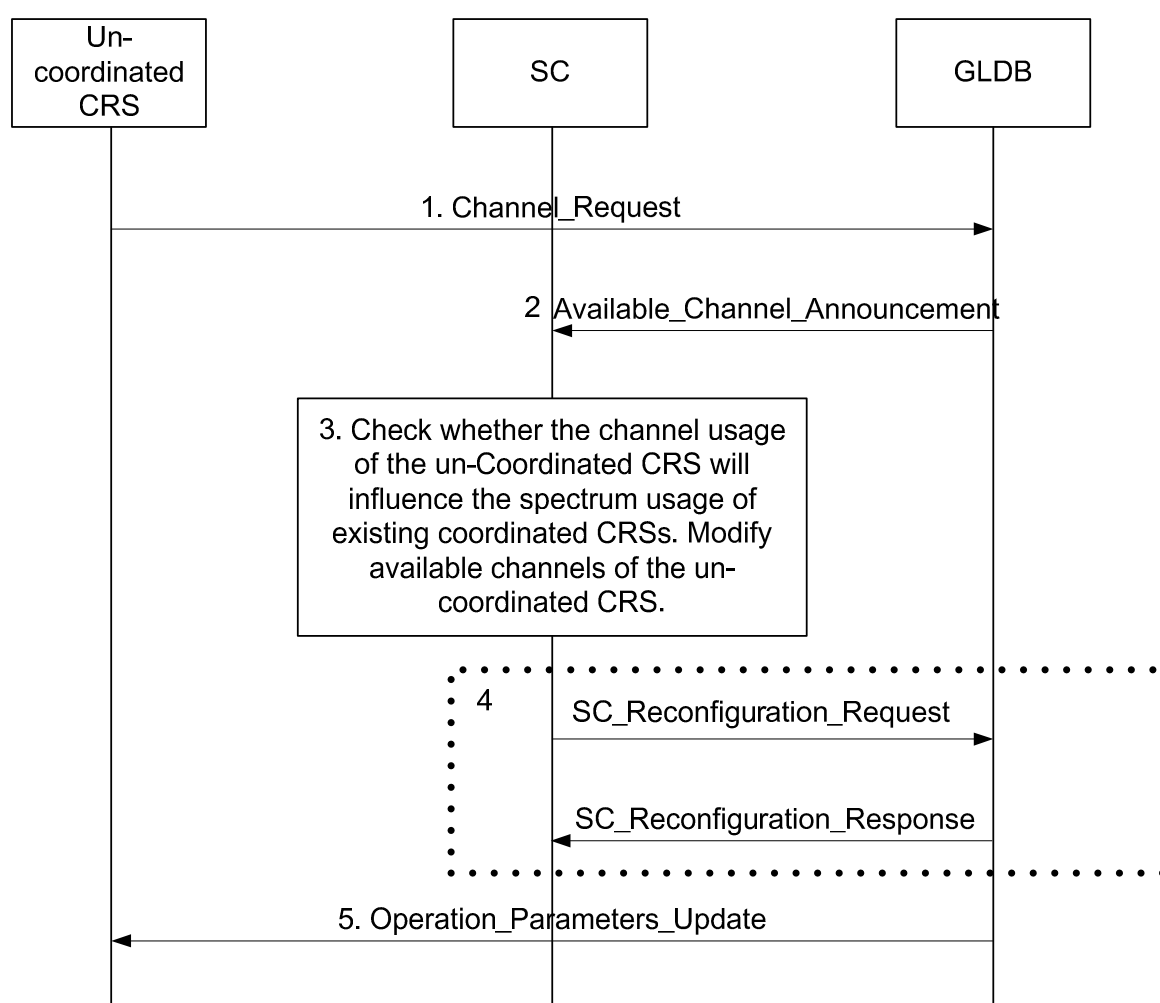 Un-
coordinated
CRS
SC
GLDB
1. Channel_Request
2 Available_Channel_Announcement
3. Check whether the channel usage
of the un-Coordinated CRS will
influence the spectrum usage of
existing coordinated CRSs. Modify
available channels of the un-
coordinated CRS.
4
SC_Reconfiguration_Request
SC_Reconfiguration_Response
5. Operation_Parameters_Update